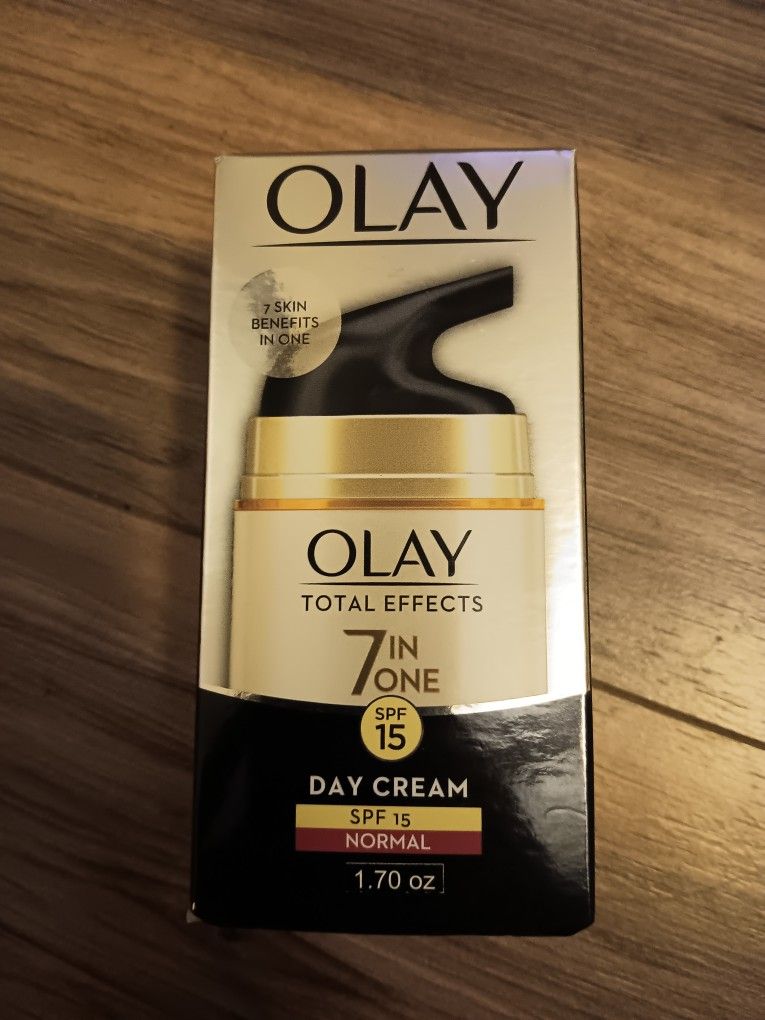 OLAY
7 SKIN
BENEFITS
IN ONE
OLAY
TOTAL EFFECTS
7 IN
ONE
SPF
15
DAY CREAM
SPF 15
NORMAL
1.70 oz